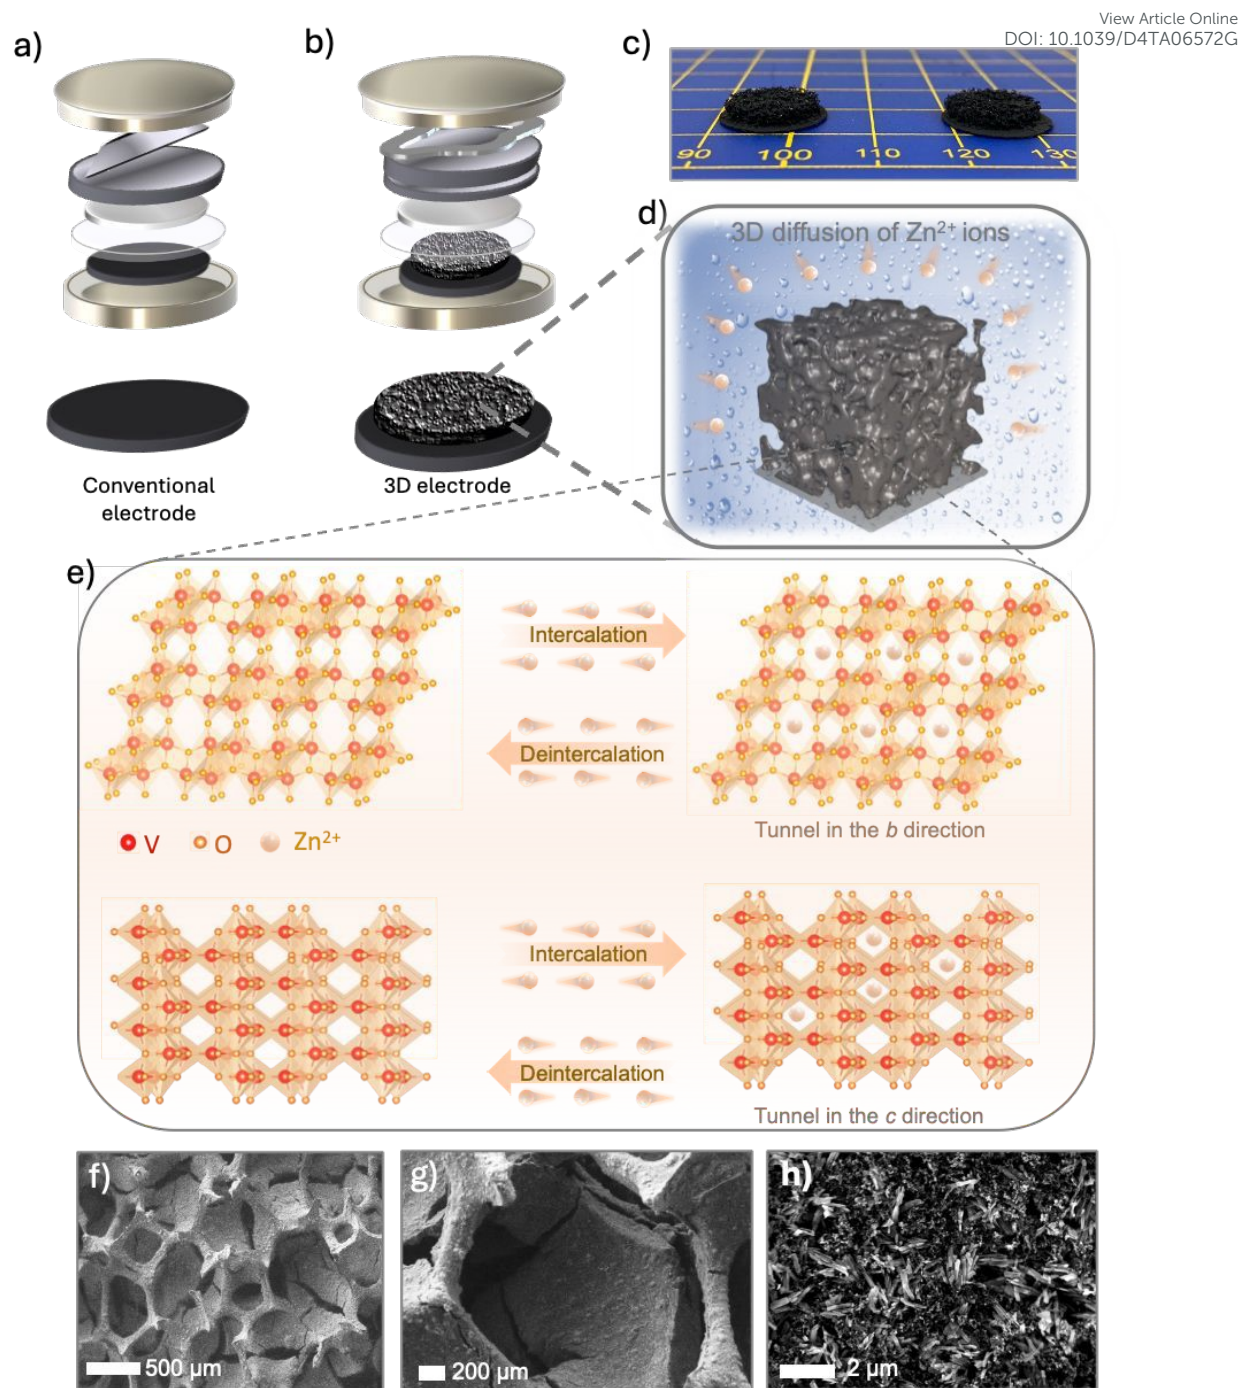 View Article Online
DOI: 10.1039/D4TA06572G
a)
b)
c)
90 100 110 120 130
d)
3D diffusion of Zn²⁺ ions
Conventional
electrode
3D electrode
e)
Intercalation
Deintercalation
V O Zn²⁺
Tunnel in the b direction
Intercalation
Deintercalation
Tunnel in the c direction
f)
500 µm
g)
200 µm
h)
2 µm